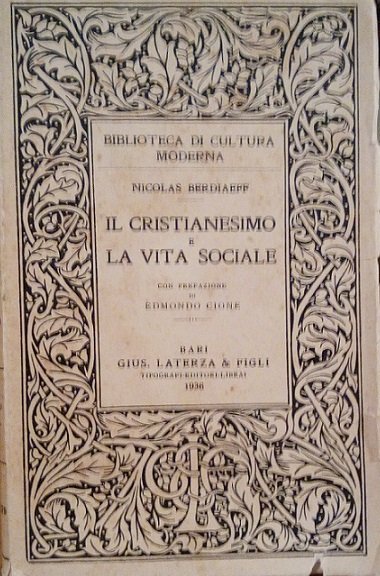 BIBLIOTECA DI CULTURA
MODERNA
NICOLAS BERDIAEFF
IL CRISTIANESIMO
E
LA VITA SOCIALE
CON PREFAZIONE
DI
EDMONDO CIONE
BARI
GIUS. LATERZA & FIGLI
TIPOGRAFI-EDITORI-LIBRAI
1936